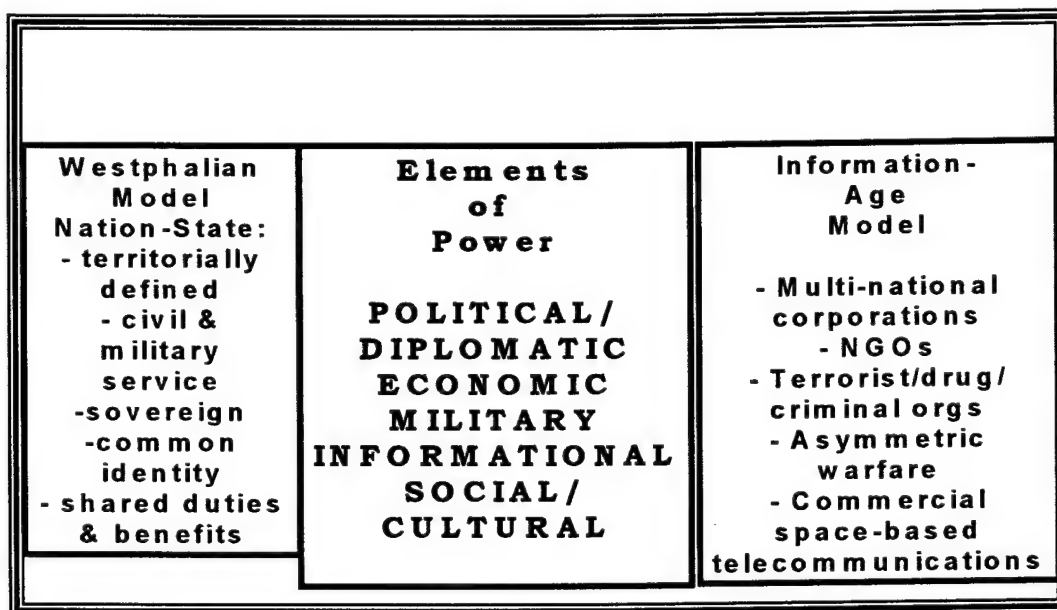 Westphalian
Model
Nation-State:
- territorially
defined
- civil &
military
service
-sovereign
-common
identity
- shared duties
& benefits
Elements
of
Power
POLITICAL/
DIPLOMATIC
ECONOMIC
MILITARY
INFORMATIONAL
SOCIAL/
CULTURAL
Information-
Age
Model
- Multi-national
corporations
- NGOs
- Terrorist/drug/
criminal orgs
- Asymmetric
warfare
- Commercial
space-based
telecommunications